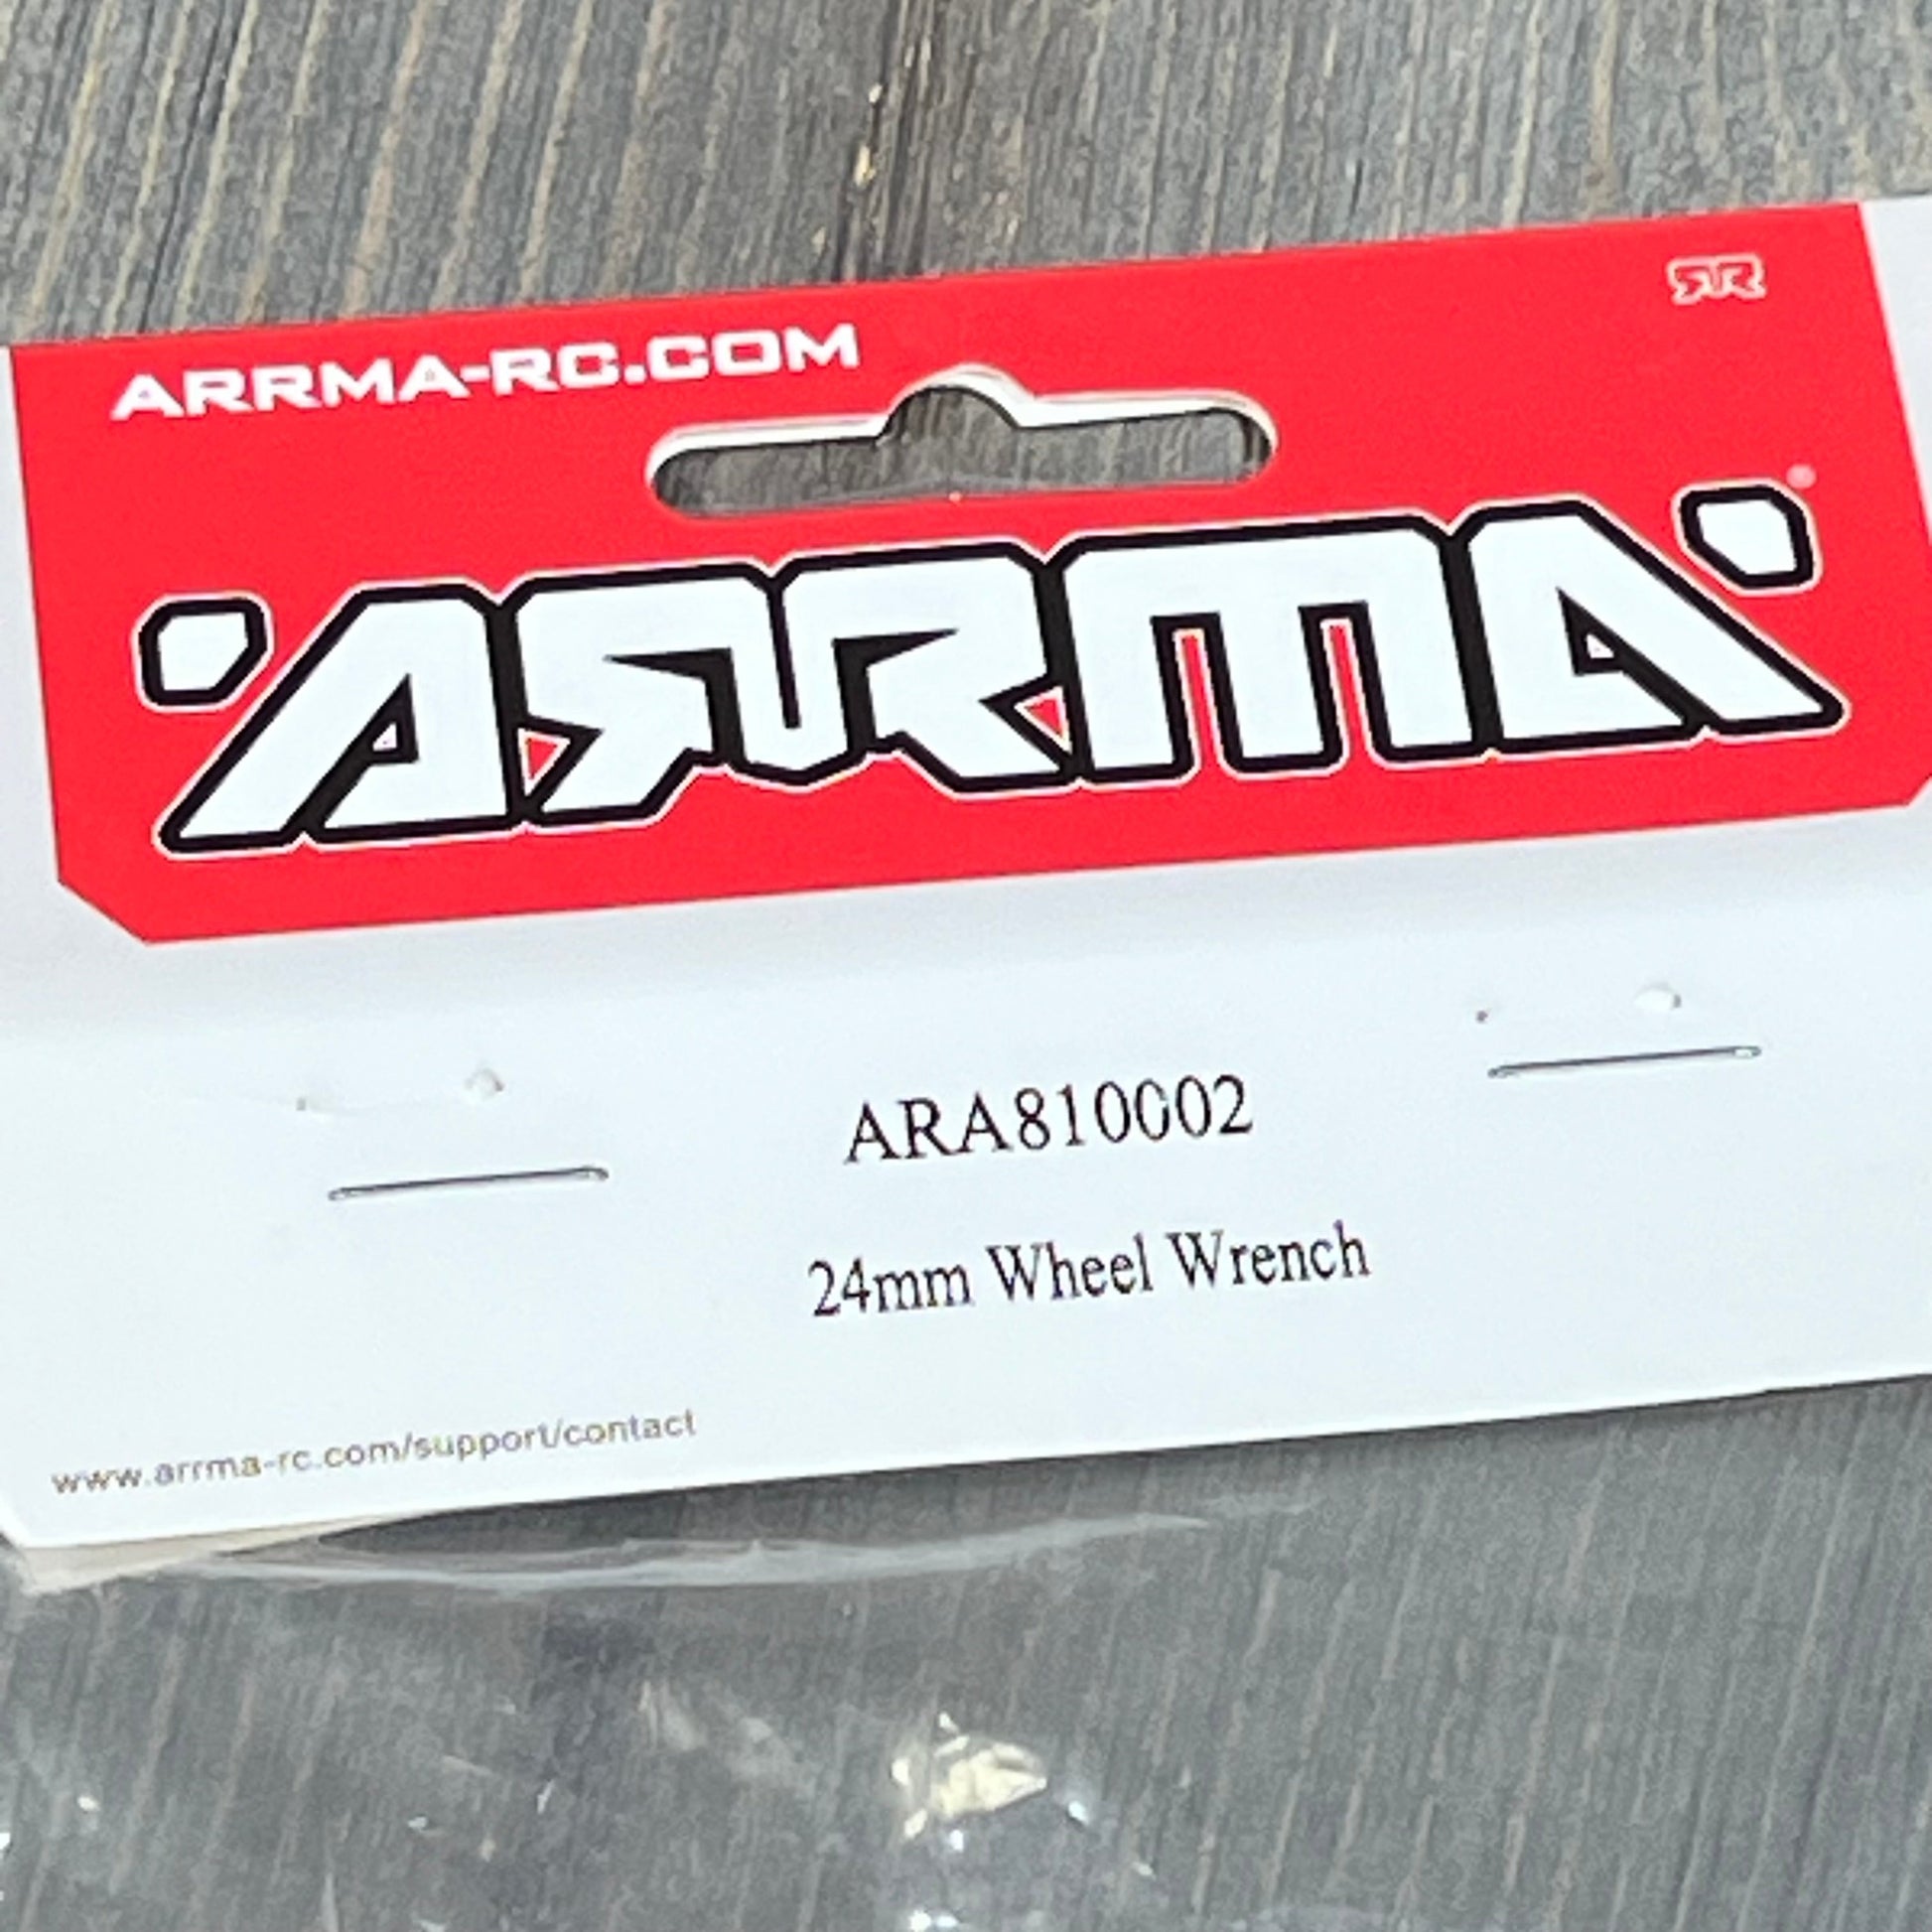 ARRMA-RC.COM
ARRMA
ARA810002
24mm Wheel Wrench
www.arrma-rc.com/support/contact